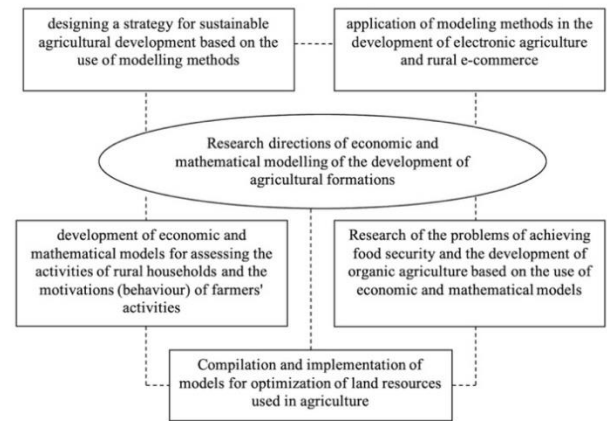 designing a strategy for sustainable
agricultural development based on the
use of modelling methods
application of modeling methods in the
development of electronic agriculture
and rural e-commerce
Research directions of economic and
mathematical modelling of the development of
agricultural formations
development of economic and
mathematical models for assessing the
activities of rural households and the
motivations (behaviour) of farmers'
activities
Research of the problems of achieving
food security and the development of
organic agriculture based on the use of
economic and mathematical models
Compilation and implementation of
models for optimization of land resources
used in agriculture